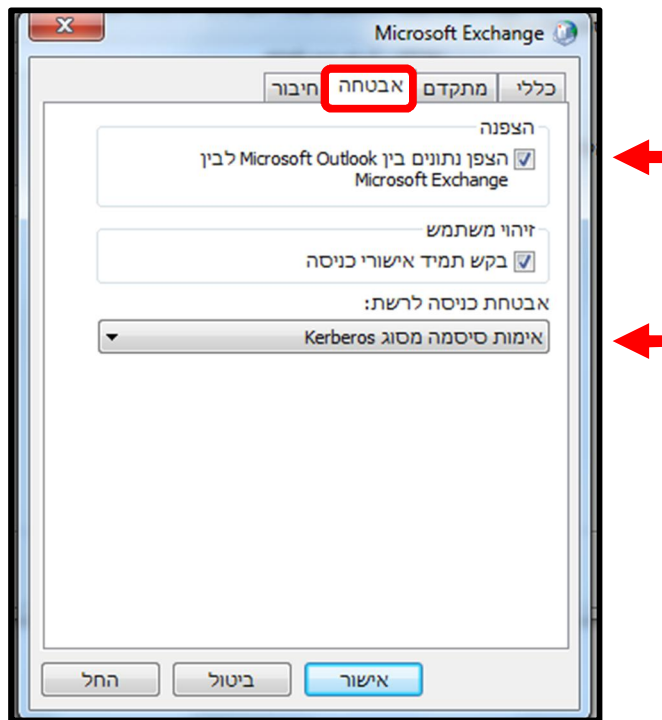 Microsoft Exchange
כללי מתקדם אבטחה חיבור
הצפנה
הצפן נתונים בין Microsoft Outlook לבין
Microsoft Exchange
זיהוי משתמש
בקש תמיד אישורי כניסה
אבטחת כניסה לרשת:
אימות סיסמה מסוג Kerberos
אישור ביטול החל